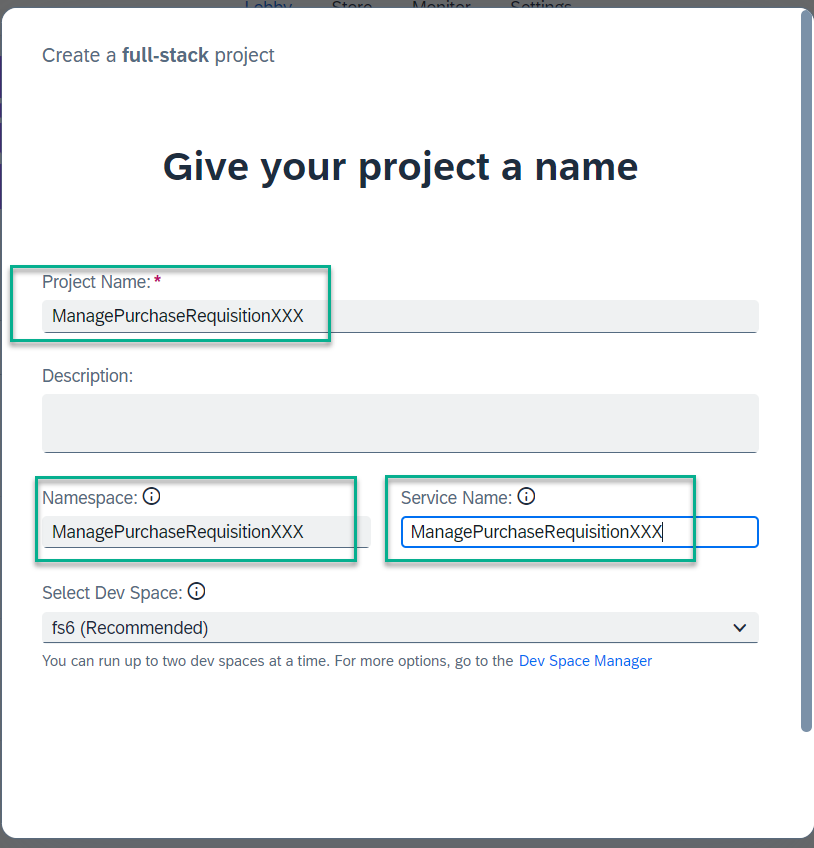 Lobby Store Monitor Settings
Create a full-stack project
Give your project a name
Project Name: *
ManagePurchaseRequisitionXXX
Description:
Namespace:
Service Name:
ManagePurchaseRequisitionXXX
ManagePurchaseRequisitionXXX
Select Dev Space:
fs6 (Recommended)
You can run up to two dev spaces at a time. For more options, go to the Dev Space Manager